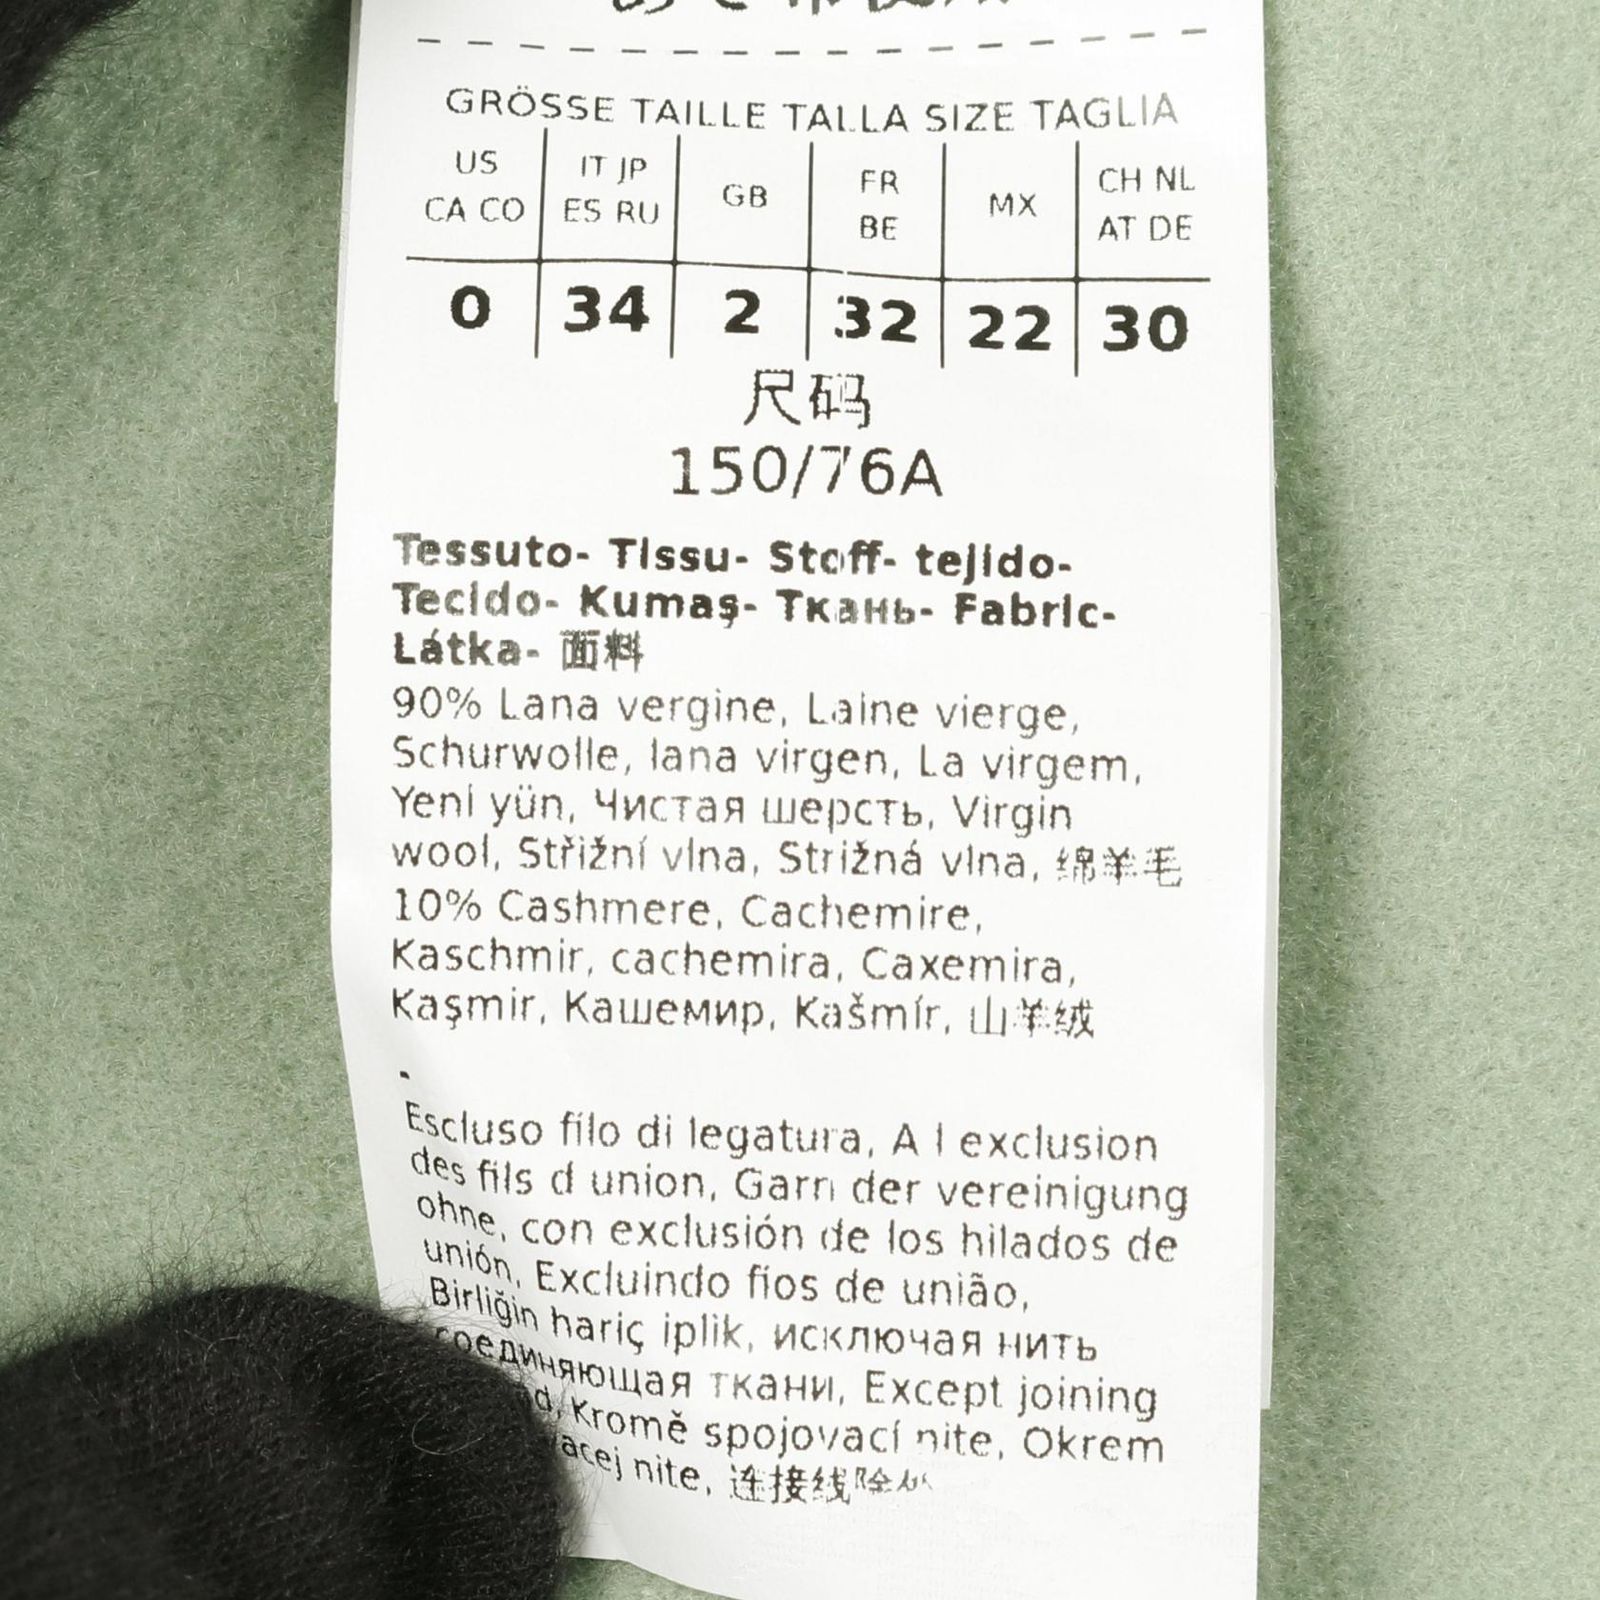 GRÖSSE TAILLE TALLA SIZE TAGLIA
US CA CO | IT JP ES RU | GB | FR BE | MX | CH NL AT DE
0 | 34 | 2 | 32 | 22 | 30
尺码
150/76A
Tessuto- Tissu- Stoff- tejido-
Tecido- Kumaş- Ткань- Fabric-
Látka- 面料
90% Lana vergine, Laine vierge,
Schurwolle, lana virgen, La virgem,
Yeni yün, Чистая шерсть, Virgin
wool, Střižní vlna, Strižná vlna, 绵羊毛
10% Cashmere, Cachemire,
Kaschmir, cachemira, Caxemira,
Kaşmir, Кашемир, Kašmír, 山羊绒
-
Escluso filo di legatura, A l exclusion
des fils d union, Garn der vereinigung
ohne, con exclusión de los hilados de
unión, Excluindo fios de união,
Birliğin hariç iplik, исключая нить
соединяющая ткани, Except joining
Kromě spojovací nite, Okrem
nite, 连接线除外